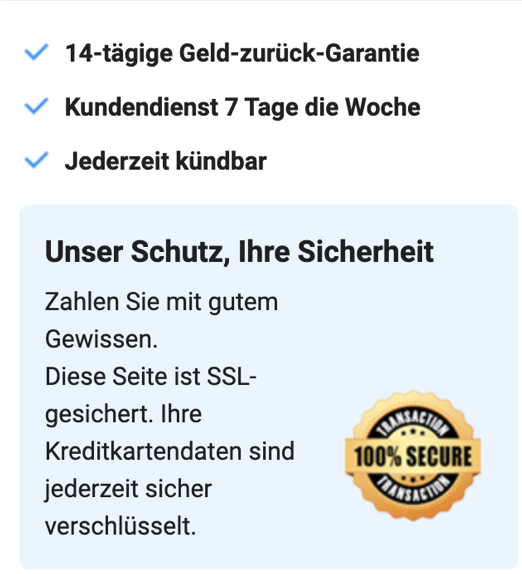 14-tägige Geld-zurück-Garantie
Kundendienst 7 Tage die Woche
Jederzeit kündbar
Unser Schutz, Ihre Sicherheit
Zahlen Sie mit gutem
Gewissen.
Diese Seite ist SSL-
gesichert. Ihre
Kreditkartendaten sind
jederzeit sicher
verschlüsselt.
TRANSACTION
100% SECURE
TRANSACTION